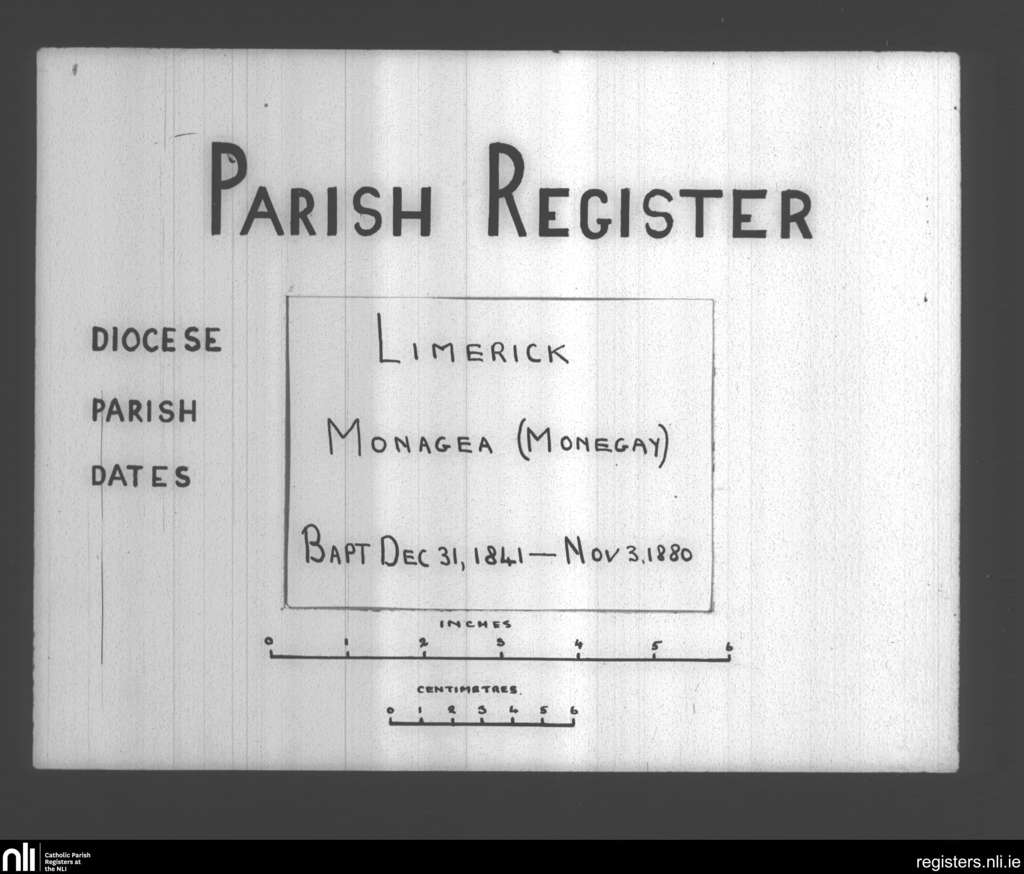 PARISH REGISTER
DIOCESE LIMERICK
PARISH MONAGEA (MONEGAY)
DATES
BAPT DEC 31, 1841 — NOV 3, 1880
INCHES
0 1 2 3 4 5 6
CENTIMETRES.
0 1 2 3 4 5 6
nli Catholic Parish
Registers at
the NLI
registers.nli.ie